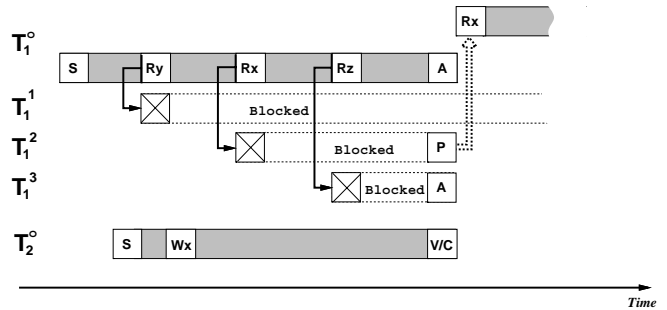 Rx
T₁° S Ry Rx Rz A
T₁¹ Blocked
T₁² Blocked P
T₁³ Blocked A
T₂° S Wx V/C
Time